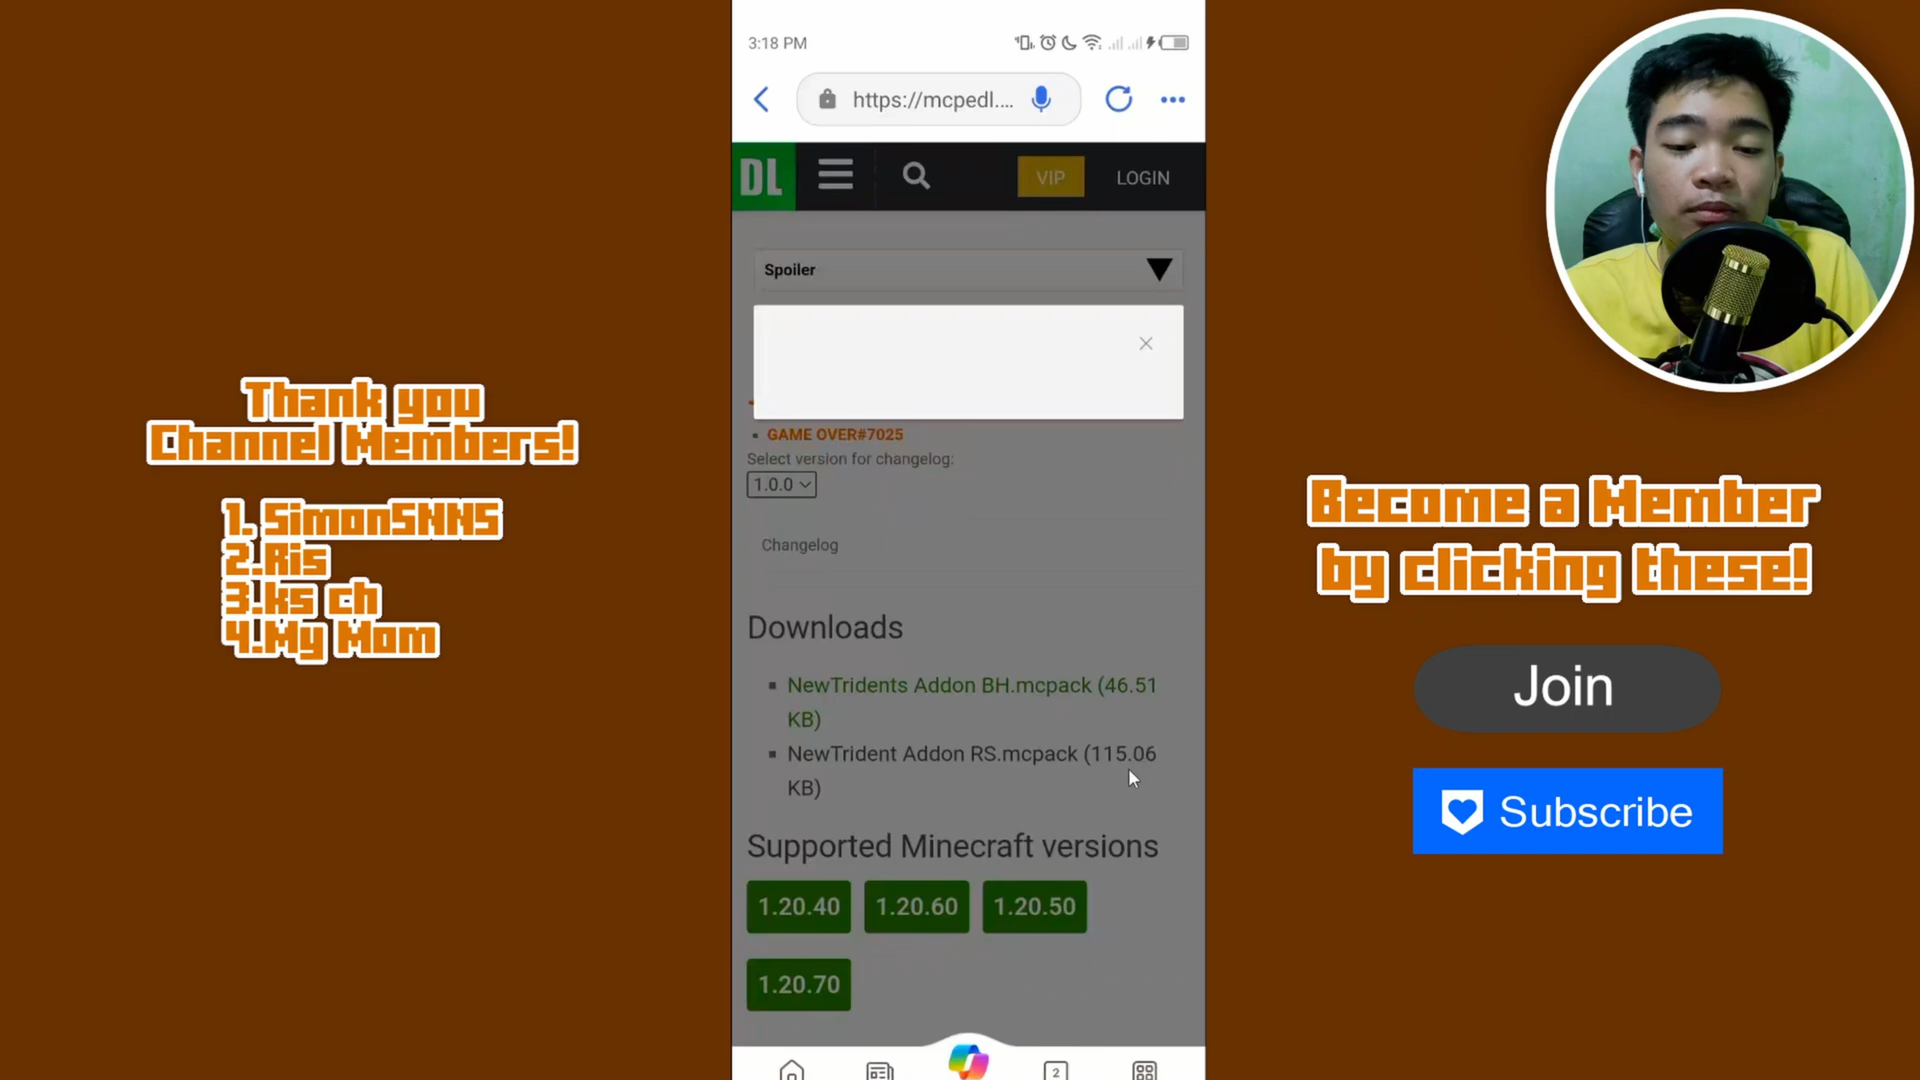 3:18 PM
https://mcpedl....
DL
VIP
LOGIN
Spoiler
GAME OVER#7025
Select version for changelog:
1.0.0
Changelog
Downloads
NewTridents Addon BH.mcpack (46.51
KB)
NewTrident Addon RS.mcpack (115.06
KB)
Supported Minecraft versions
1.20.40
1.20.60
1.20.50
1.20.70
2
Thank you
Channel Members!
1. SimonSNNS
2.Ris
3.ks ch
4.My Mom
Become a Member
by clicking these!
Join
Subscribe